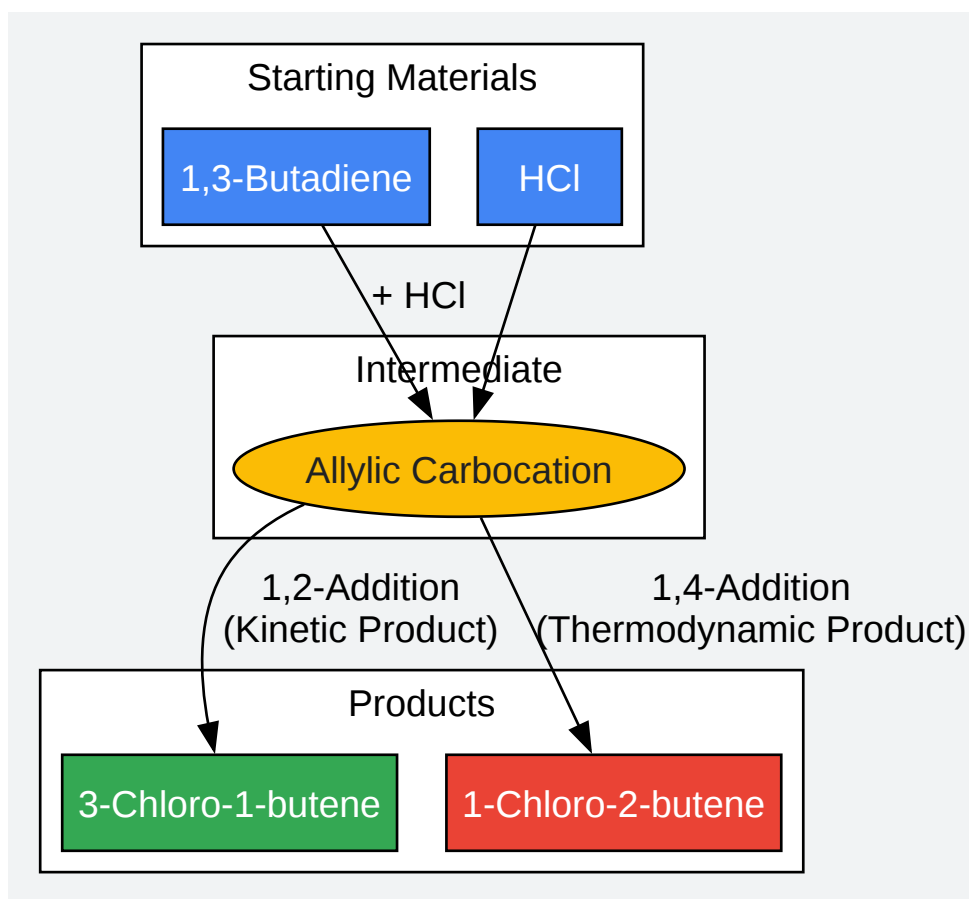 Starting Materials
1,3-Butadiene
HCl
+ HCl
Intermediate
Allylic Carbocation
1,2-Addition
(Kinetic Product)
1,4-Addition
(Thermodynamic Product)
Products
3-Chloro-1-butene
1-Chloro-2-butene